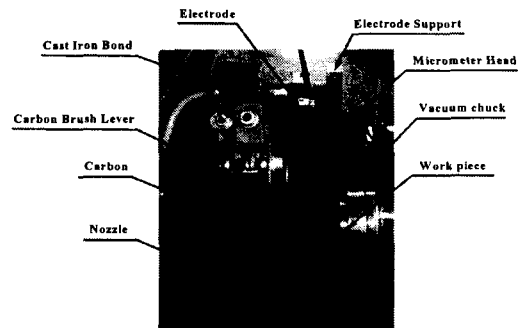 Electrode
Electrode Support
Cast Iron Bond
Micrometer Head
Carbon Brush Lever
Vacuum chuck
Carbon
Work piece
Nozzle